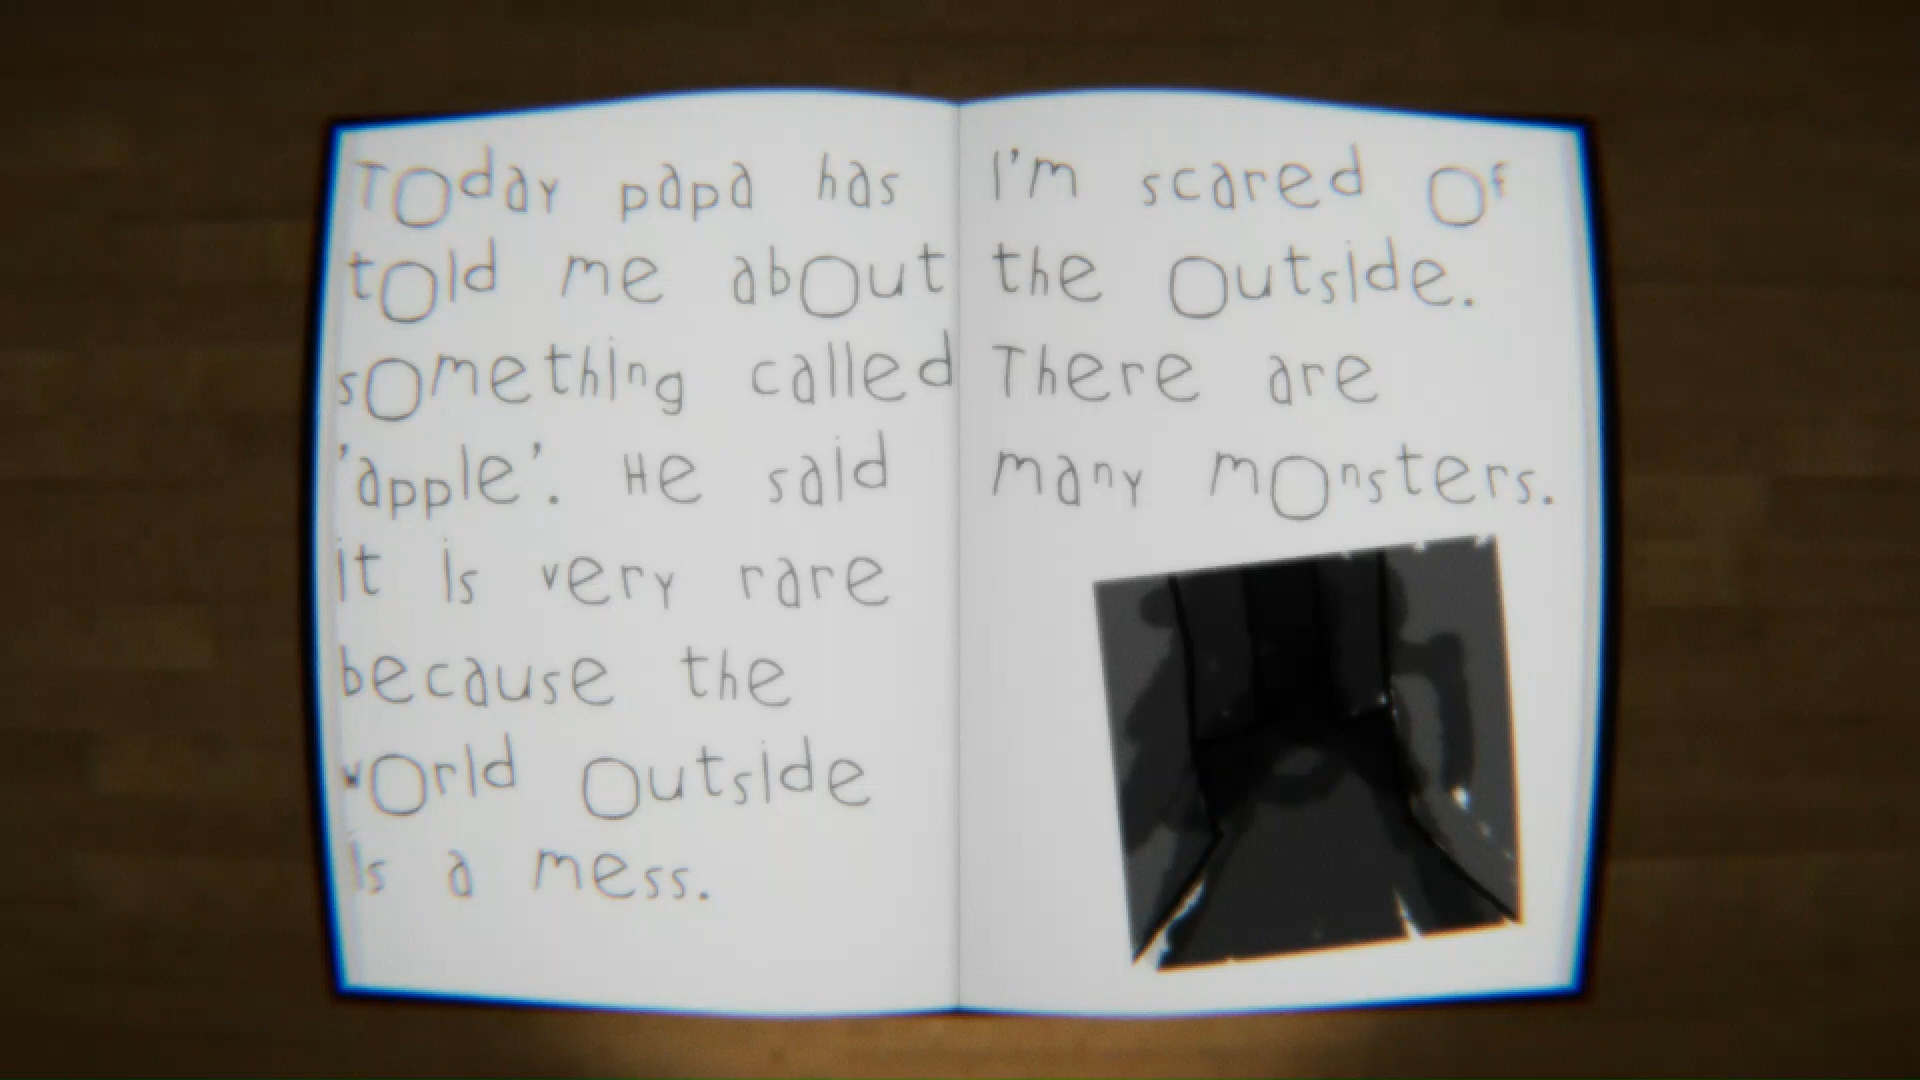 Today papa has
told me about
something called
'apple'. He said
it is very rare
because the
world outside
is a mess.
I'm scared of
the outside.
There are
many monsters.